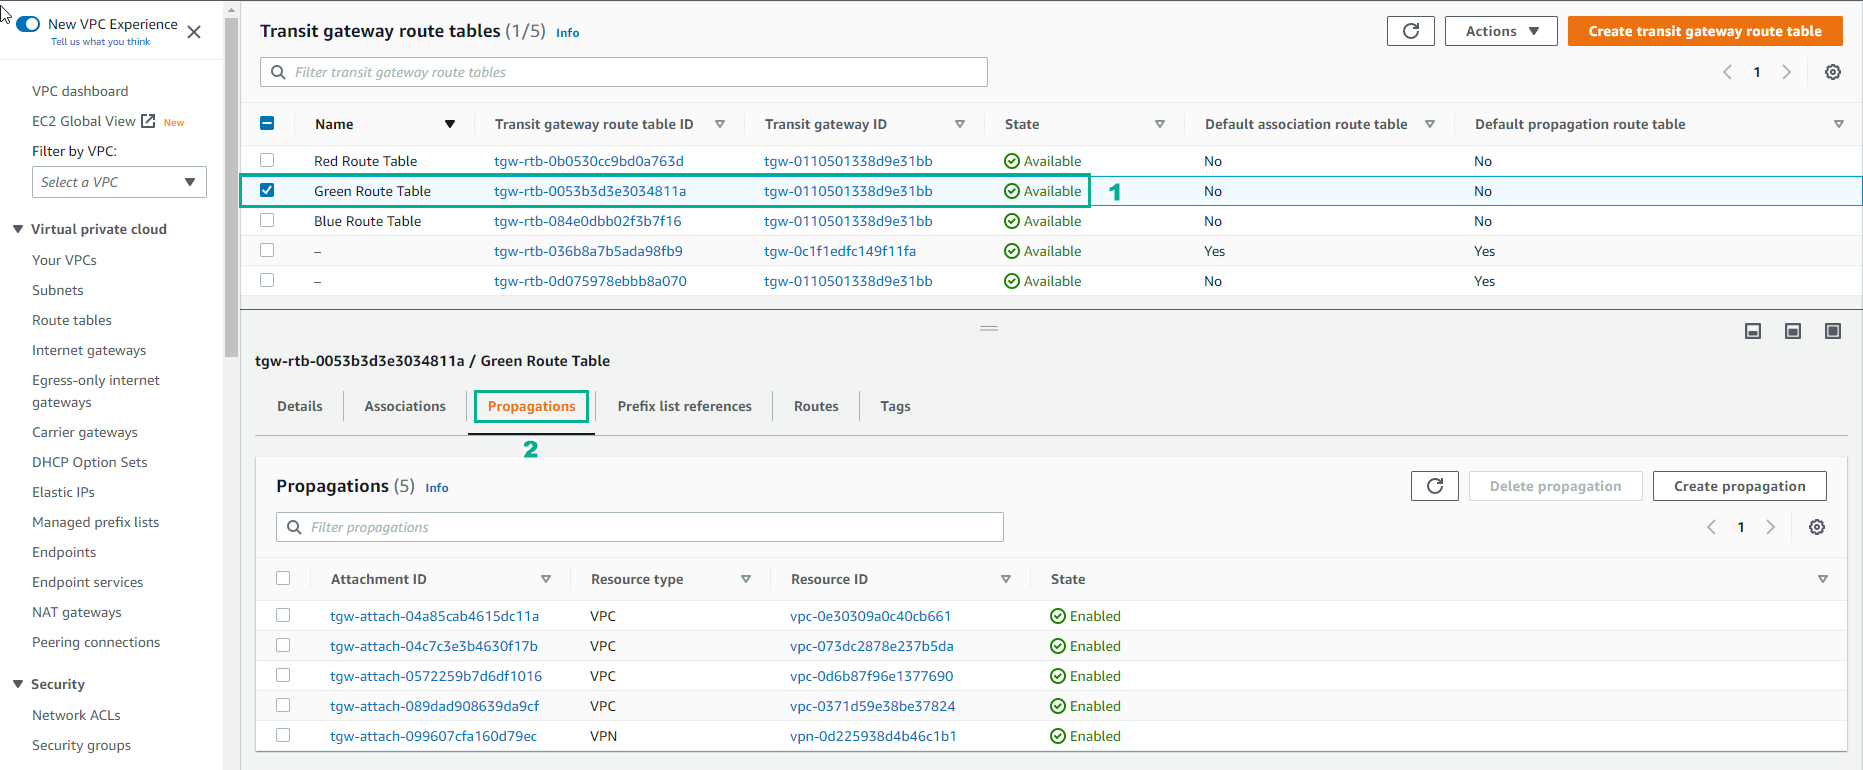 New VPC Experience
Tell us what you think
VPC dashboard
EC2 Global View New
Filter by VPC:
Select a VPC
Virtual private cloud
Your VPCs
Subnets
Route tables
Internet gateways
Egress-only internet
gateways
Carrier gateways
DHCP Option Sets
Elastic IPs
Managed prefix lists
Endpoints
Endpoint services
NAT gateways
Peering connections
Security
Network ACLs
Security groups
Transit gateway route tables (1/5) Info
Actions
Create transit gateway route table
Filter transit gateway route tables
1
Name Transit gateway route table ID Transit gateway ID State Default association route table Default propagation route table
Red Route Table tgw-rtb-0b0530cc9bd0a763d tgw-0110501338d9e31bb Available No No
Green Route Table tgw-rtb-0053b3d3e3034811a tgw-0110501338d9e31bb Available 1 No No
Blue Route Table tgw-rtb-084e0dbb02f3b7f16 tgw-0110501338d9e31bb Available No No
– tgw-rtb-036b8a7b5ada98fb9 tgw-0c1f1edfc149f11fa Available Yes Yes
– tgw-rtb-0d075978ebbb8a070 tgw-0110501338d9e31bb Available No Yes
tgw-rtb-0053b3d3e3034811a / Green Route Table
Details Associations Propagations Prefix list references Routes Tags
2
Propagations (5) Info
Delete propagation
Create propagation
Filter propagations
1
Attachment ID Resource type Resource ID State
tgw-attach-04a85cab4615dc11a VPC vpc-0e30309a0c40cb661 Enabled
tgw-attach-04c7c3e3b4630f17b VPC vpc-073dc2878e237b5da Enabled
tgw-attach-0572259b7d6df1016 VPC vpc-0d6b87f96e1377690 Enabled
tgw-attach-089dad908639da9cf VPC vpc-0371d59e38be37824 Enabled
tgw-attach-099607cfa160d79ec VPN vpn-0d225938d4b46c1b1 Enabled